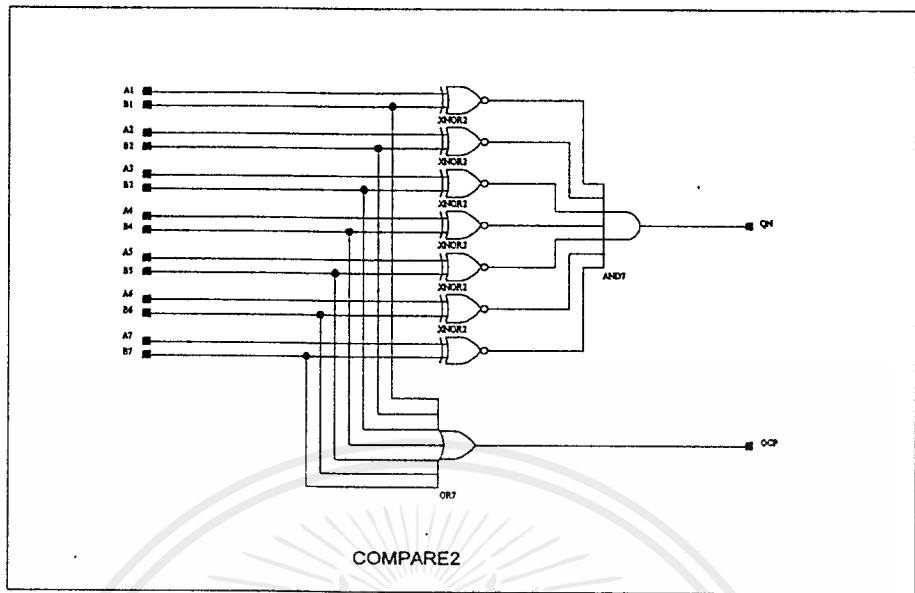 A1
B1
XNOR2
A2
B2
XNOR2
A3
B3
XNOR2
A4
B4
XNOR2
A5
B5
XNOR2
A6
B6
XNOR2
A7
B7
QN
AND7
OCP
OR7
COMPARE2